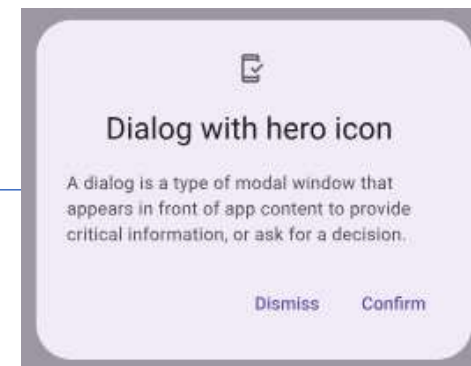 Dialog with hero icon
A dialog is a type of modal window that
appears in front of app content to provide
critical information, or ask for a decision.
Dismiss Confirm